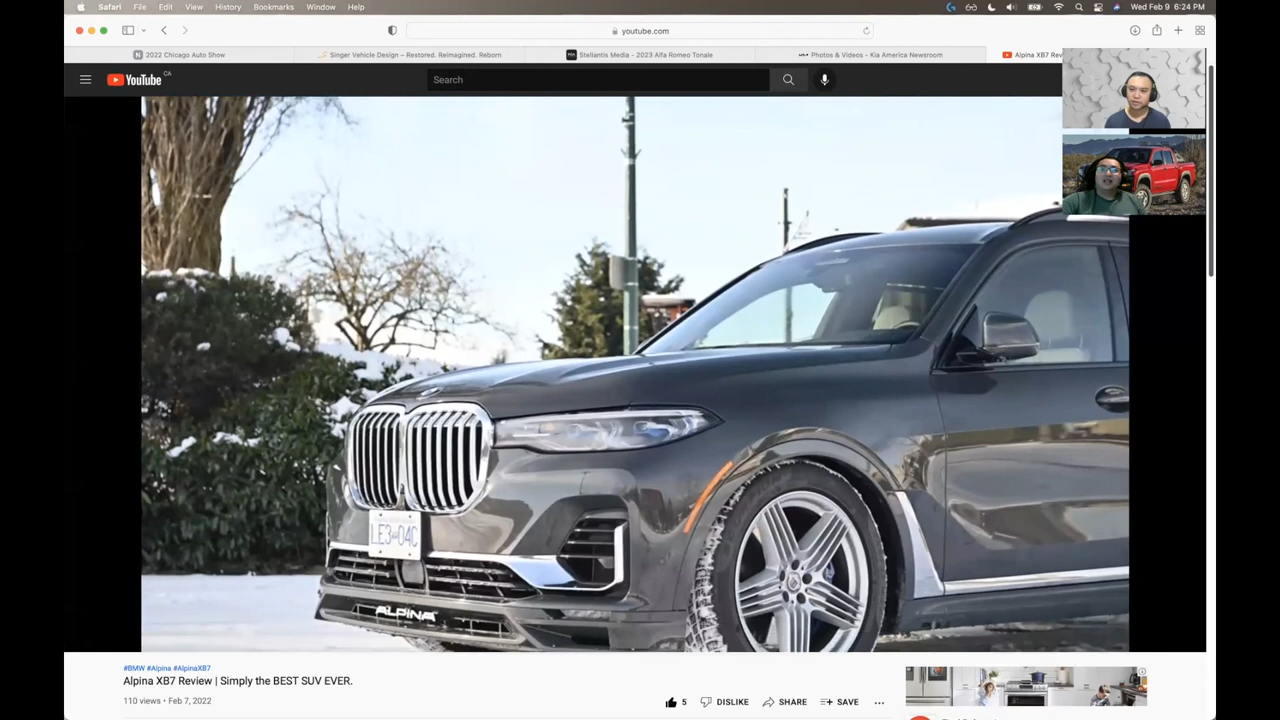 Safari File Edit View History Bookmarks Window Help Wed Feb 9 6:24 PM
youtube.com
2022 Chicago Auto Show Singer Vehicle Design – Restored. Reimagined. Reborn Stellantis Media - 2023 Alfa Romeo Tonale Photos & Videos - Kia America Newsroom Alpina XB7 Rev
YouTube CA Search
LE3 04C
ALPINA
#BMW #Alpina #AlpinaXB7
Alpina XB7 Review | Simply the BEST SUV EVER.
110 views • Feb 7, 2022 5 DISLIKE SHARE SAVE